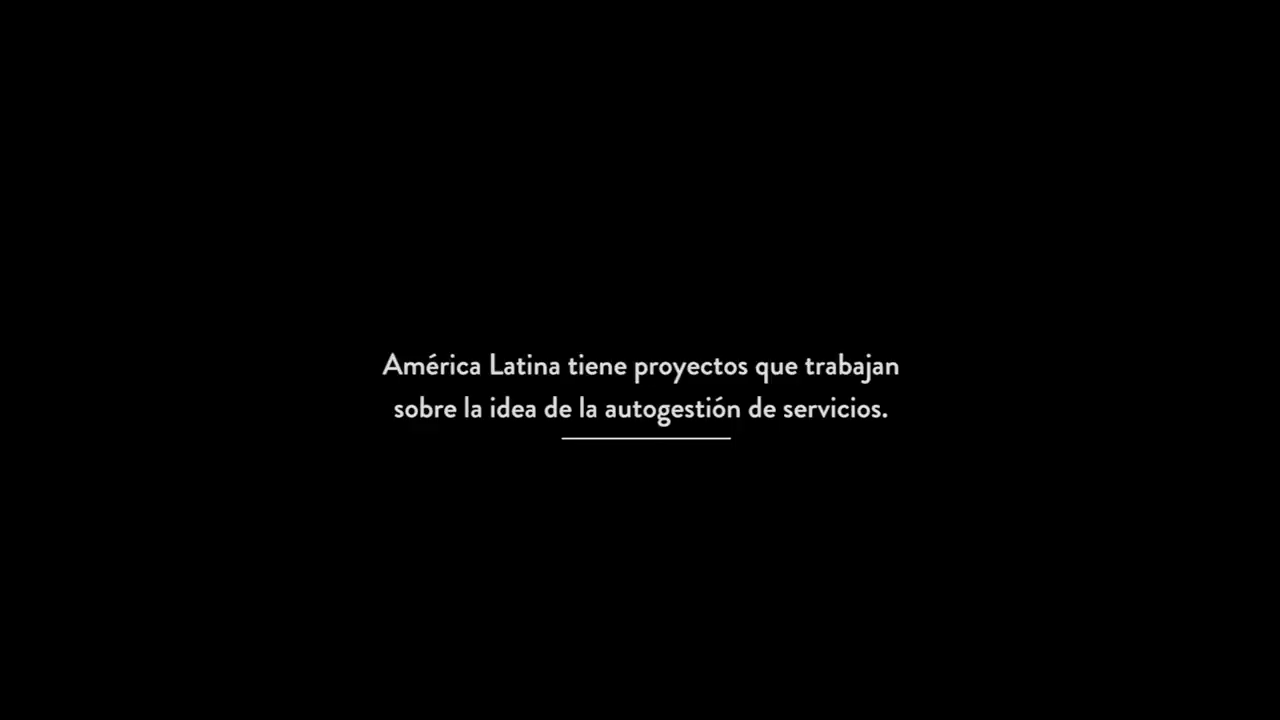 América Latina tiene proyectos que trabajan
sobre la idea de la autogestión de servicios.